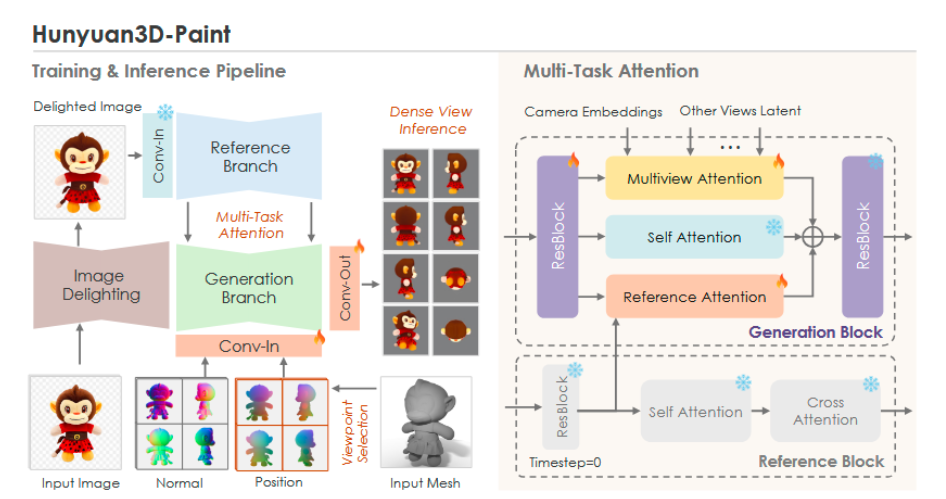 Hunyuan3D-Paint
Training & Inference Pipeline
Delighted Image
Conv-In
Reference
Branch
Dense View
Inference
Multi-Task
Attention
Image
Delighting
Generation
Branch
Conv-Out
Conv-In
Viewpoint
Selection
Input Image
Normal
Position
Input Mesh
Multi-Task Attention
Camera Embeddings
Other Views Latent
...
ResBlock
Multiview Attention
Self Attention
Reference Attention
ResBlock
Generation Block
ResBlock
Self Attention
Cross
Attention
Timestep=0
Reference Block